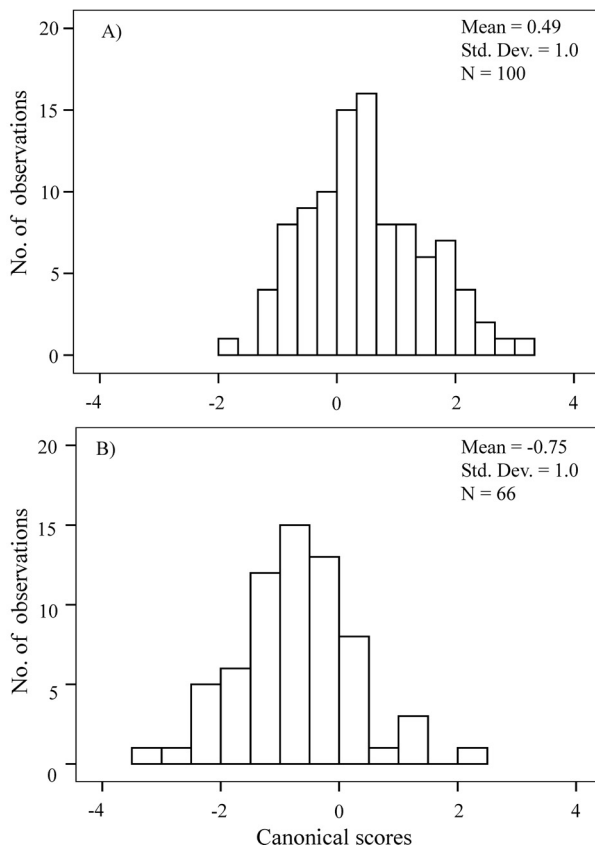 A)
Mean = 0.49
Std. Dev. = 1.0
N = 100
No. of observations
20
15
10
5
0
-4 -2 0 2 4
B)
Mean = -0.75
Std. Dev. = 1.0
N = 66
No. of observations
20
15
10
5
0
-4 -2 0 2 4
Canonical scores